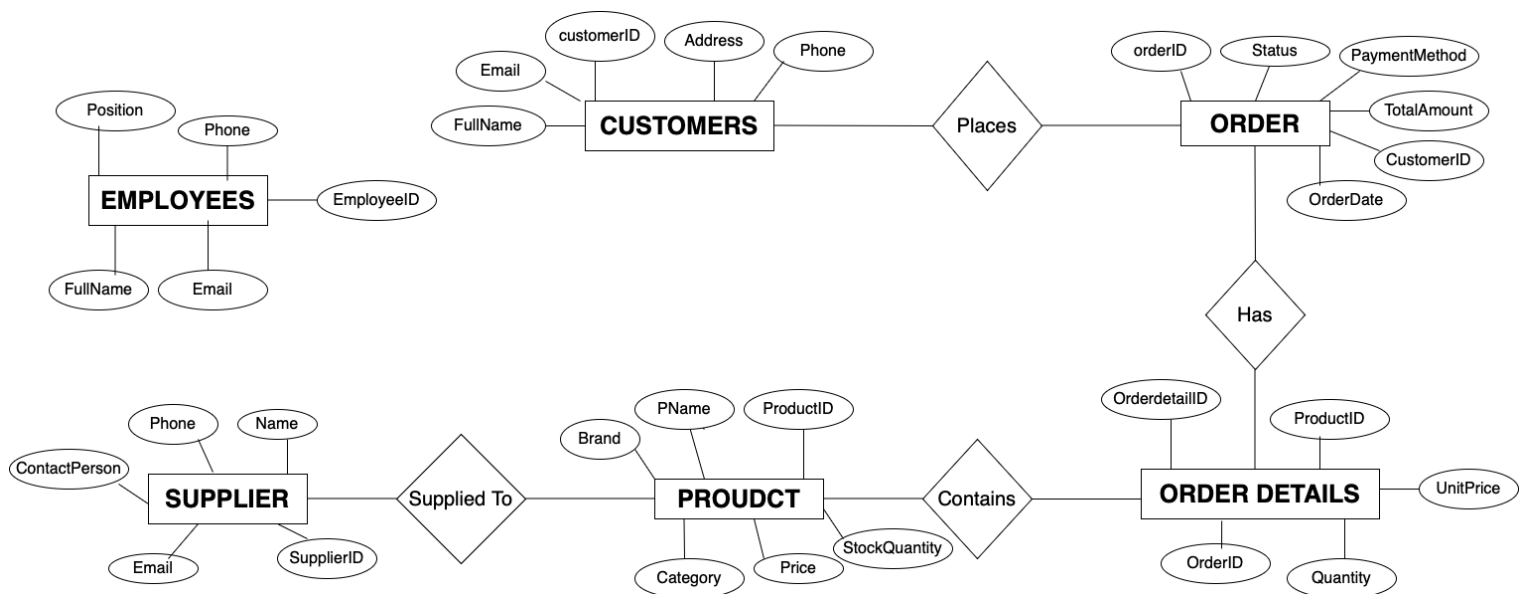 customerID
Address
Phone
Email
FullName
CUSTOMERS
Places
orderID
Status
PaymentMethod
TotalAmount
CustomerID
OrderDate
ORDER
Position
Phone
EMPLOYEES
EmployeeID
FullName
Email
Has
Phone
Name
ContactPerson
SUPPLIER
Email
SupplierID
Supplied To
PName
ProductID
Brand
PROUDCT
StockQuantity
Category
Price
Contains
OrderdetailID
ProductID
ORDER DETAILS
UnitPrice
OrderID
Quantity